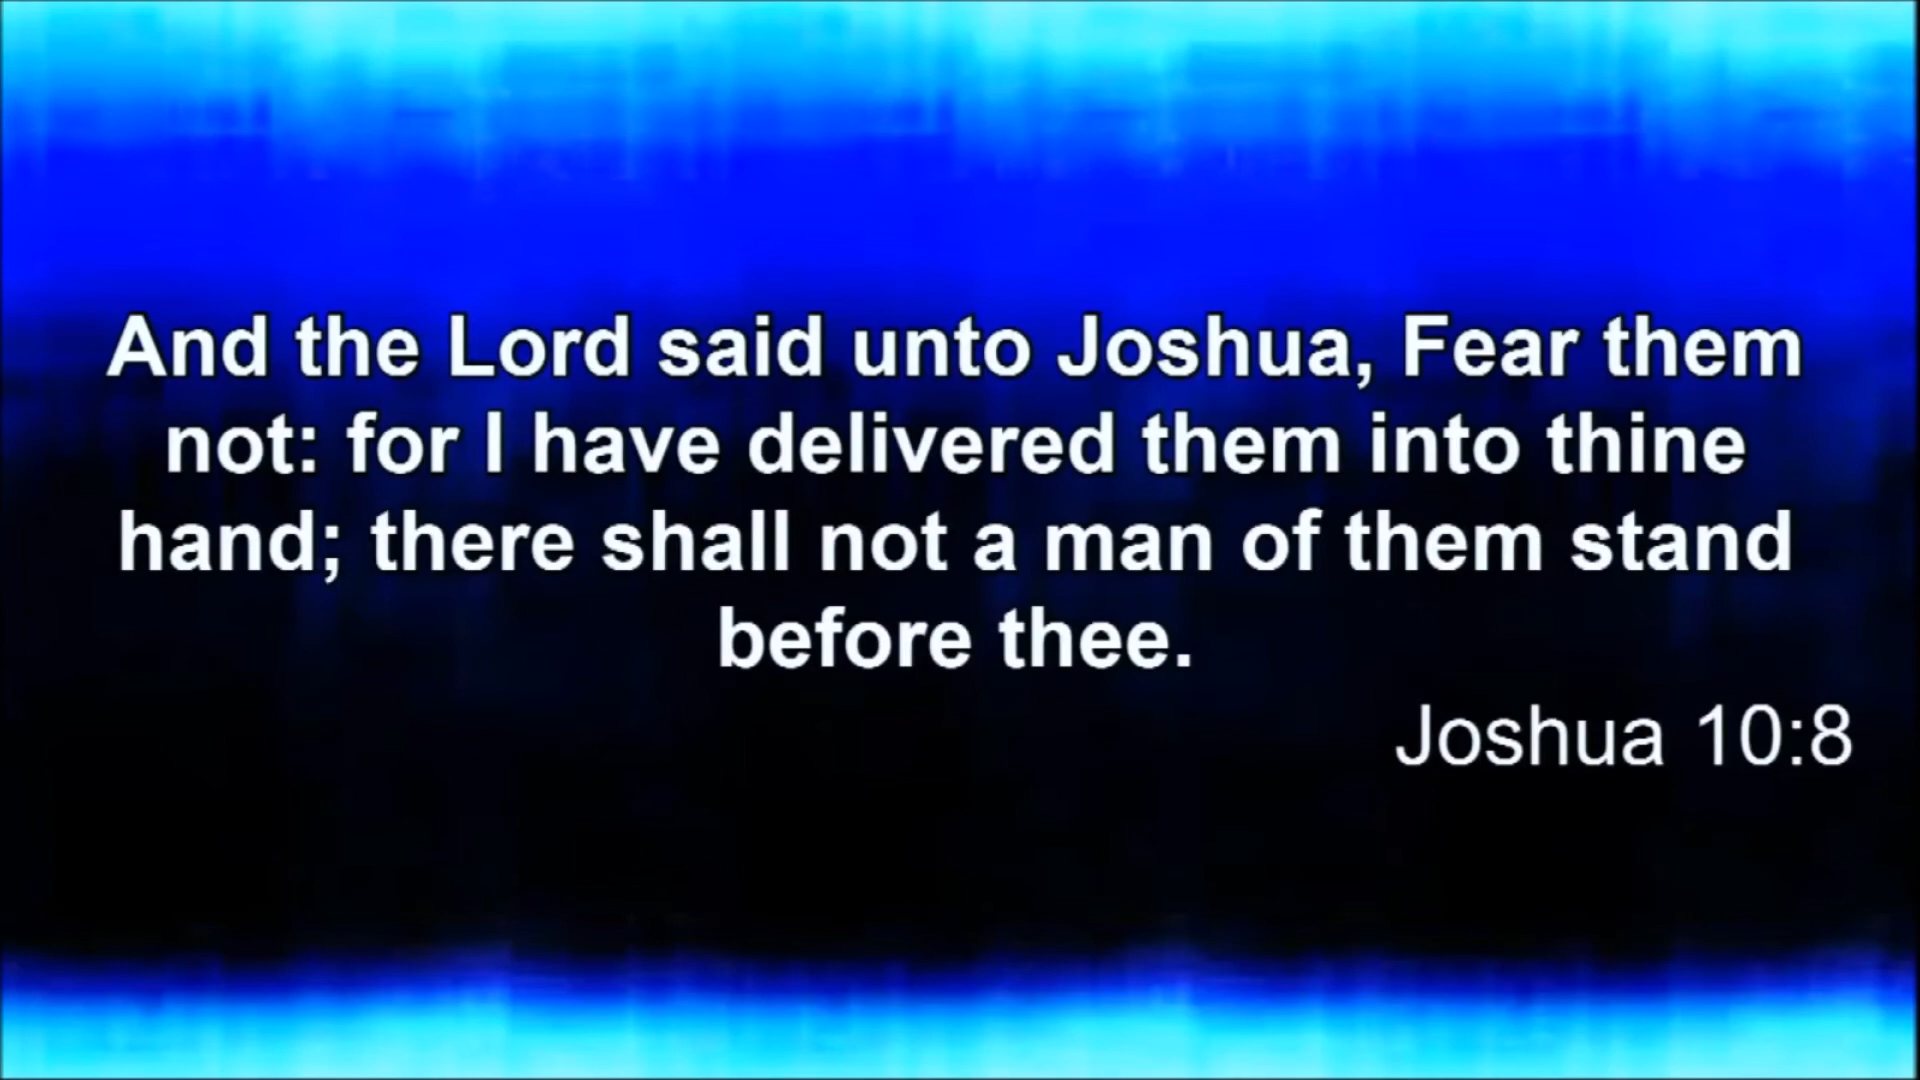 And the Lord said unto Joshua, Fear them
not: for I have delivered them into thine
hand; there shall not a man of them stand
before thee.
Joshua 10:8